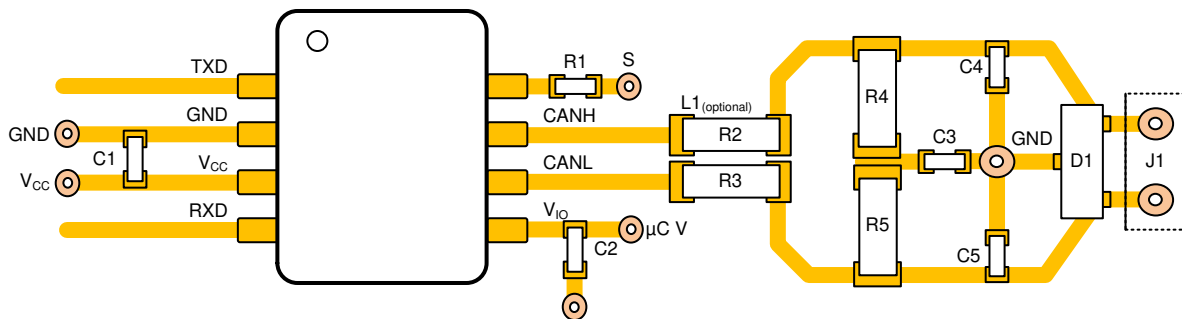 TXD
R1
S
C4
L1(optional)
R4
GND
GND
CANH
R2
C3
GND
J1
C1
D1
VCC
VCC
CANL
R3
RXD
VIO
µC V
R5
C2
C5